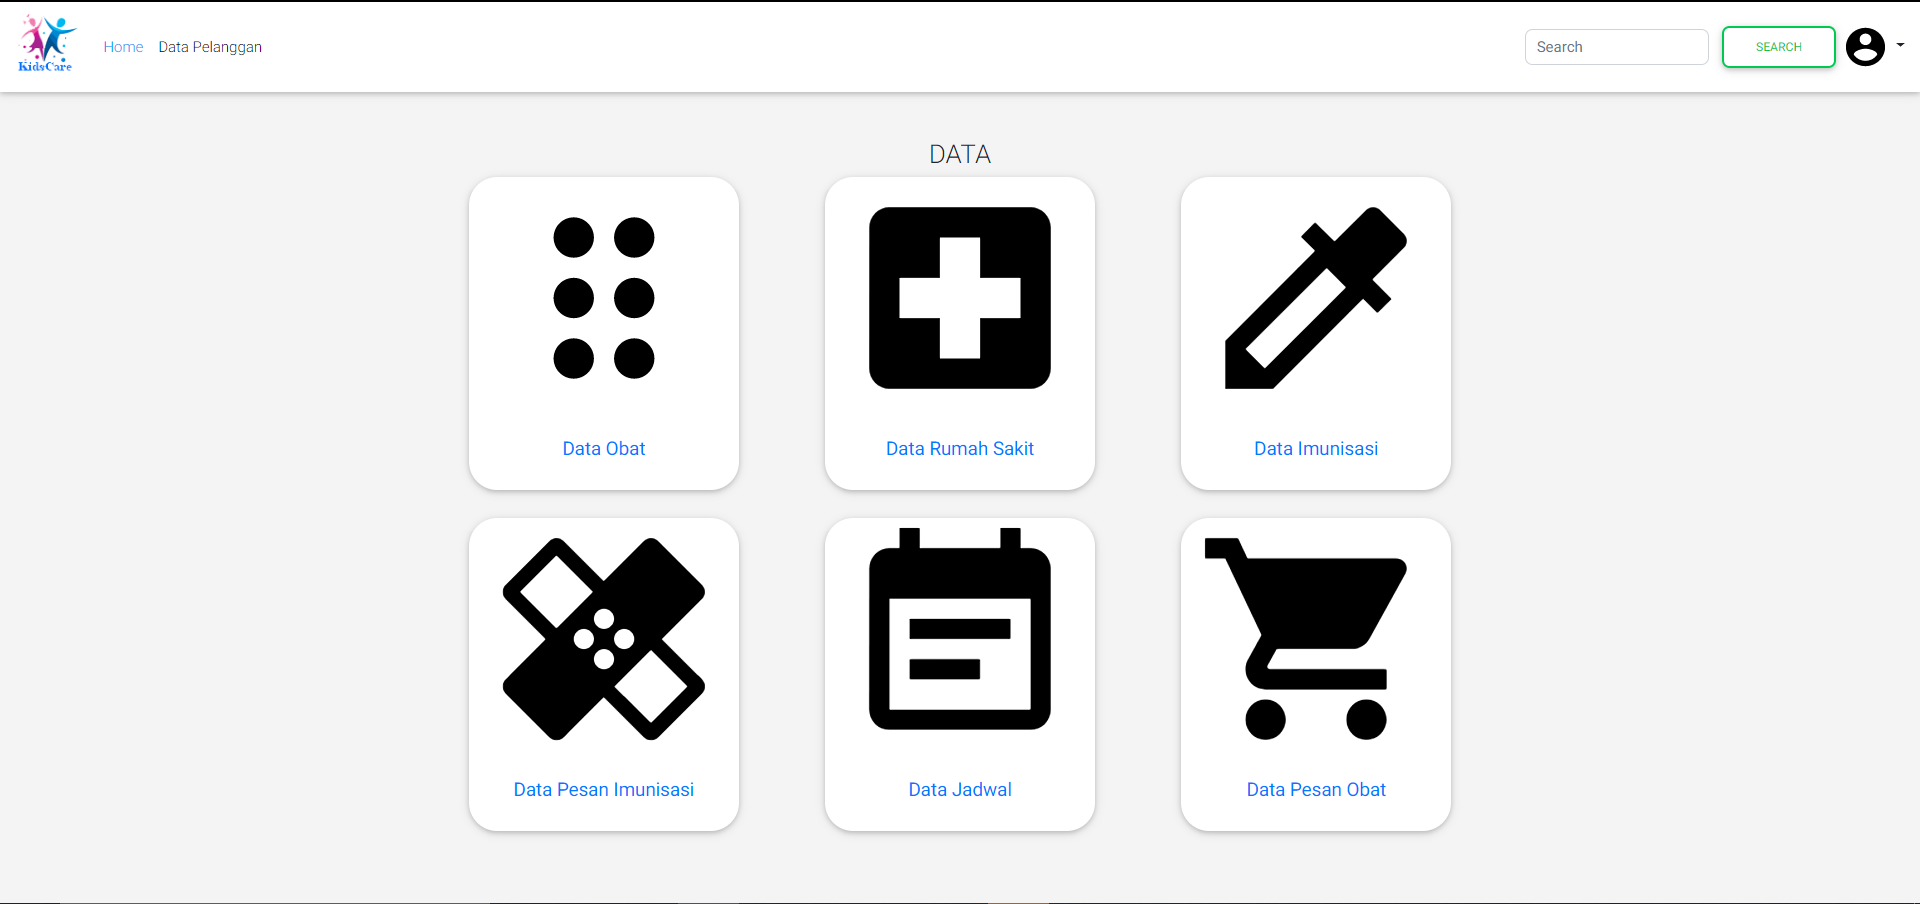 KidsCare
Home Data Pelanggan
Search
SEARCH
DATA
Data Obat
Data Rumah Sakit
Data Imunisasi
Data Pesan Imunisasi
Data Jadwal
Data Pesan Obat